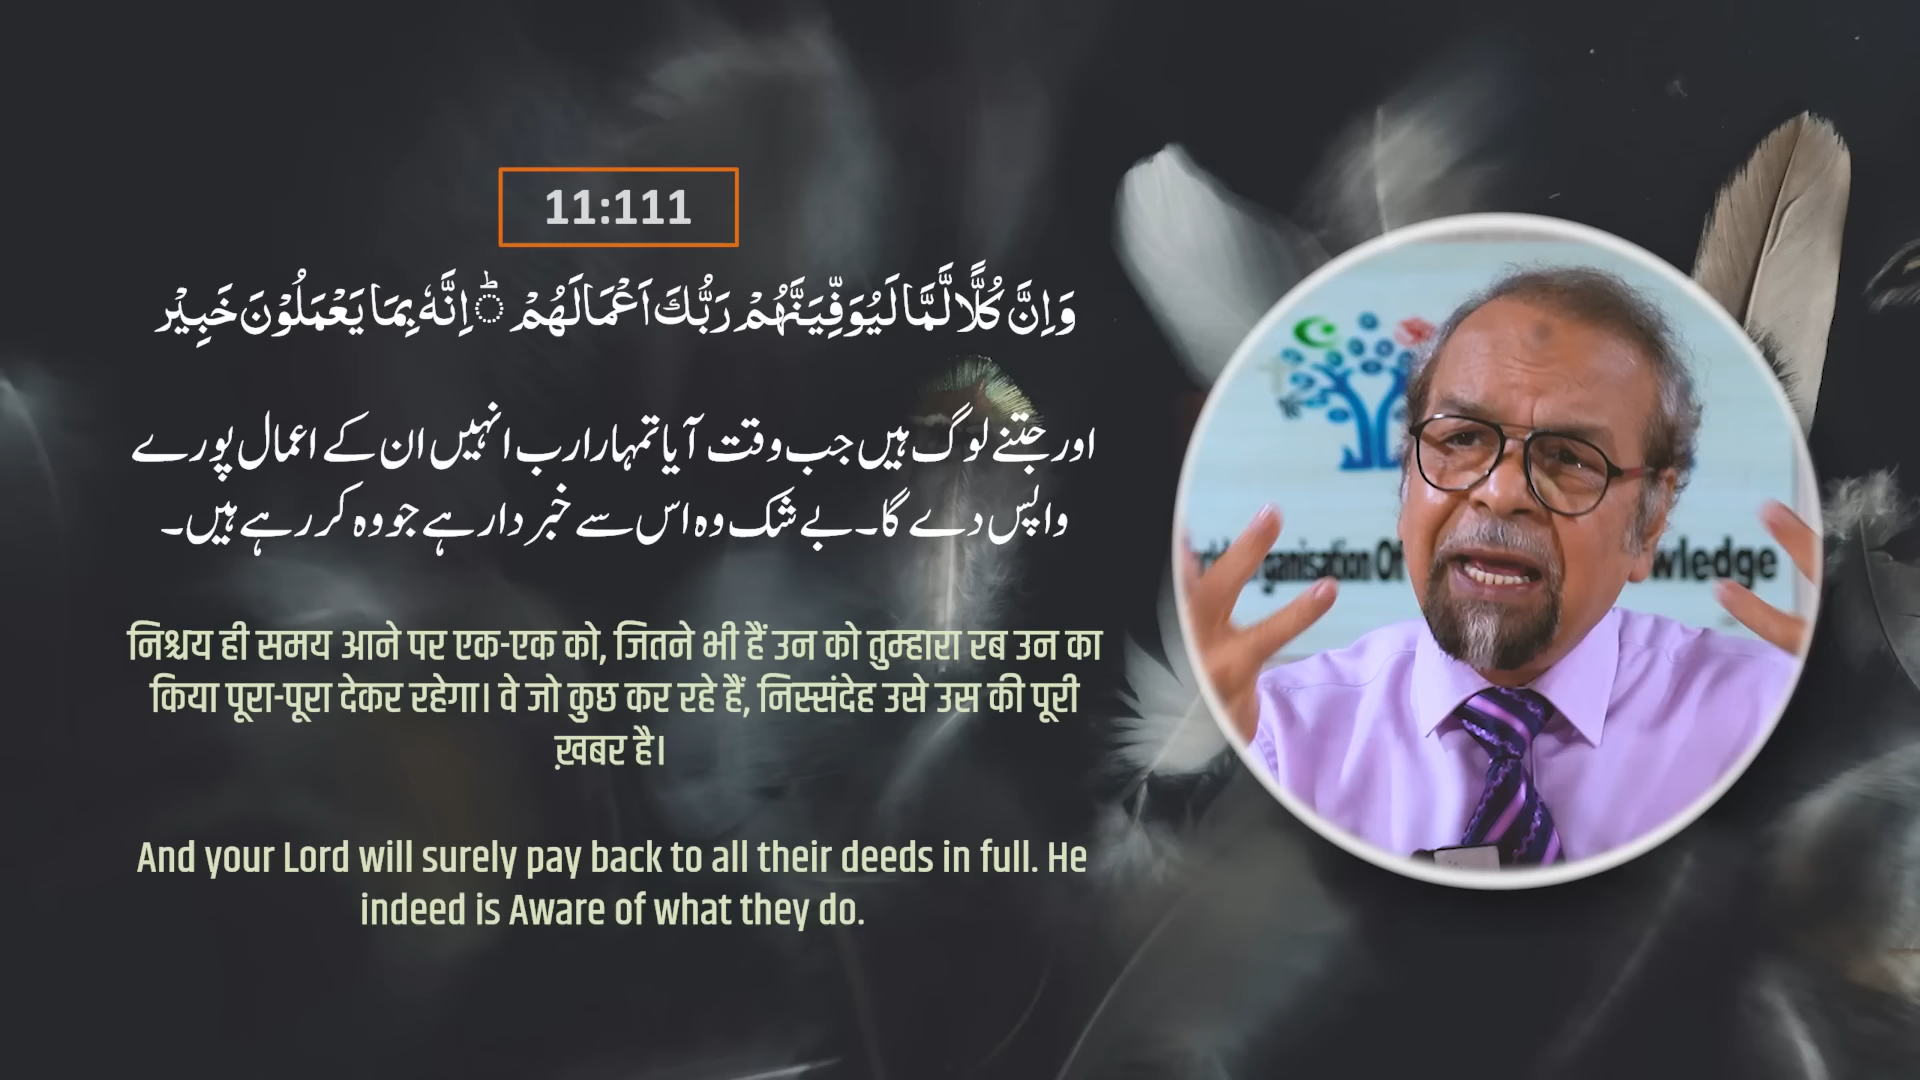 11:111
وَاِنَّ كُلًّا لَّمَّا لَيُوَفِّيَنَّهُمْ رَبُّكَ اَعْمَالَهُمْ ؕ اِنَّهٗ بِمَا يَعْمَلُوْنَ خَبِيْر
اور جتنے لوگ ہیں جب وقت آیا تمہارا رب انہیں ان کے اعمال پورے
واپس دے گا۔ بے شک وہ اس سے خبردار ہے جو وہ کر رہے ہیں۔
निश्चय ही समय आने पर एक-एक को, जितने भी हैं उन को तुम्हारा रब उन का
किया पूरा-पूरा देकर रहेगा। वे जो कुछ कर रहे हैं, निस्संदेह उसे उस की पूरी
ख़बर है।
And your Lord will surely pay back to all their deeds in full. He
indeed is Aware of what they do.
ganisation Of wledge